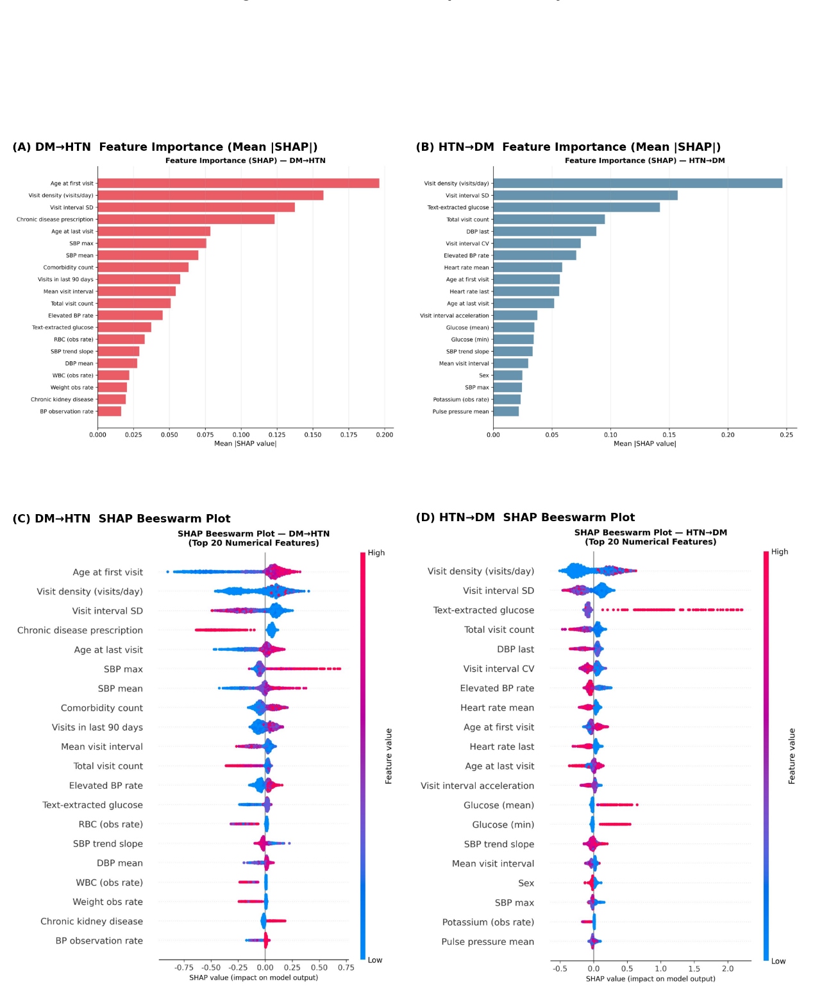 (A) DM→HTN  Feature Importance (Mean |SHAP|)
Feature Importance (SHAP) — DM→HTN
Age at first visit
Visit density (visits/day)
Visit interval SD
Chronic disease prescription
Age at last visit
SBP max
SBP mean
Comorbidity count
Visits in last 90 days
Mean visit interval
Total visit count
Elevated BP rate
Text-extracted glucose
RBC (obs rate)
SBP trend slope
DBP mean
WBC (obs rate)
Weight obs rate
Chronic kidney disease
BP observation rate
0.000 0.025 0.050 0.075 0.100 0.125 0.150 0.175 0.200
Mean |SHAP value|
(B) HTN→DM  Feature Importance (Mean |SHAP|)
Feature Importance (SHAP) — HTN→DM
Visit density (visits/day)
Visit interval SD
Text-extracted glucose
Total visit count
DBP last
Visit interval CV
Elevated BP rate
Heart rate mean
Age at first visit
Heart rate last
Age at last visit
Visit interval acceleration
Glucose (mean)
Glucose (min)
SBP trend slope
Mean visit interval
Sex
SBP max
Potassium (obs rate)
Pulse pressure mean
0.00 0.05 0.10 0.15 0.20 0.25
Mean |SHAP value|
(C) DM→HTN  SHAP Beeswarm Plot
SHAP Beeswarm Plot — DM→HTN
(Top 20 Numerical Features)
Age at first visit
Visit density (visits/day)
Visit interval SD
Chronic disease prescription
Age at last visit
SBP max
SBP mean
Comorbidity count
Visits in last 90 days
Mean visit interval
Total visit count
Elevated BP rate
Text-extracted glucose
RBC (obs rate)
SBP trend slope
DBP mean
WBC (obs rate)
Weight obs rate
Chronic kidney disease
BP observation rate
-0.75 -0.50 -0.25 0.00 0.25 0.50 0.75
SHAP value (impact on model output)
High
Feature value
Low
(D) HTN→DM  SHAP Beeswarm Plot
SHAP Beeswarm Plot — HTN→DM
(Top 20 Numerical Features)
Visit density (visits/day)
Visit interval SD
Text-extracted glucose
Total visit count
DBP last
Visit interval CV
Elevated BP rate
Heart rate mean
Age at first visit
Heart rate last
Age at last visit
Visit interval acceleration
Glucose (mean)
Glucose (min)
SBP trend slope
Mean visit interval
Sex
SBP max
Potassium (obs rate)
Pulse pressure mean
-0.5 0.0 0.5 1.0 1.5 2.0
SHAP value (impact on model output)
High
Feature value
Low